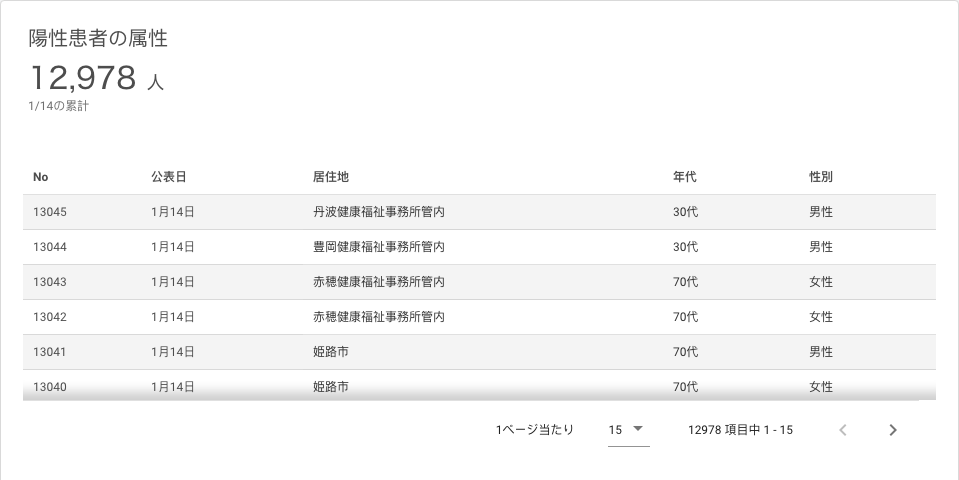 陽性患者の属性
12,978 人
1/14の累計
No 公表日 居住地 年代 性別
13045 1月14日 丹波健康福祉事務所管内 30代 男性
13044 1月14日 豊岡健康福祉事務所管内 30代 男性
13043 1月14日 赤穂健康福祉事務所管内 70代 女性
13042 1月14日 赤穂健康福祉事務所管内 70代 女性
13041 1月14日 姫路市 70代 男性
13040 1月14日 姫路市 70代 女性
1ページ当たり 15 12978 項目中 1 - 15